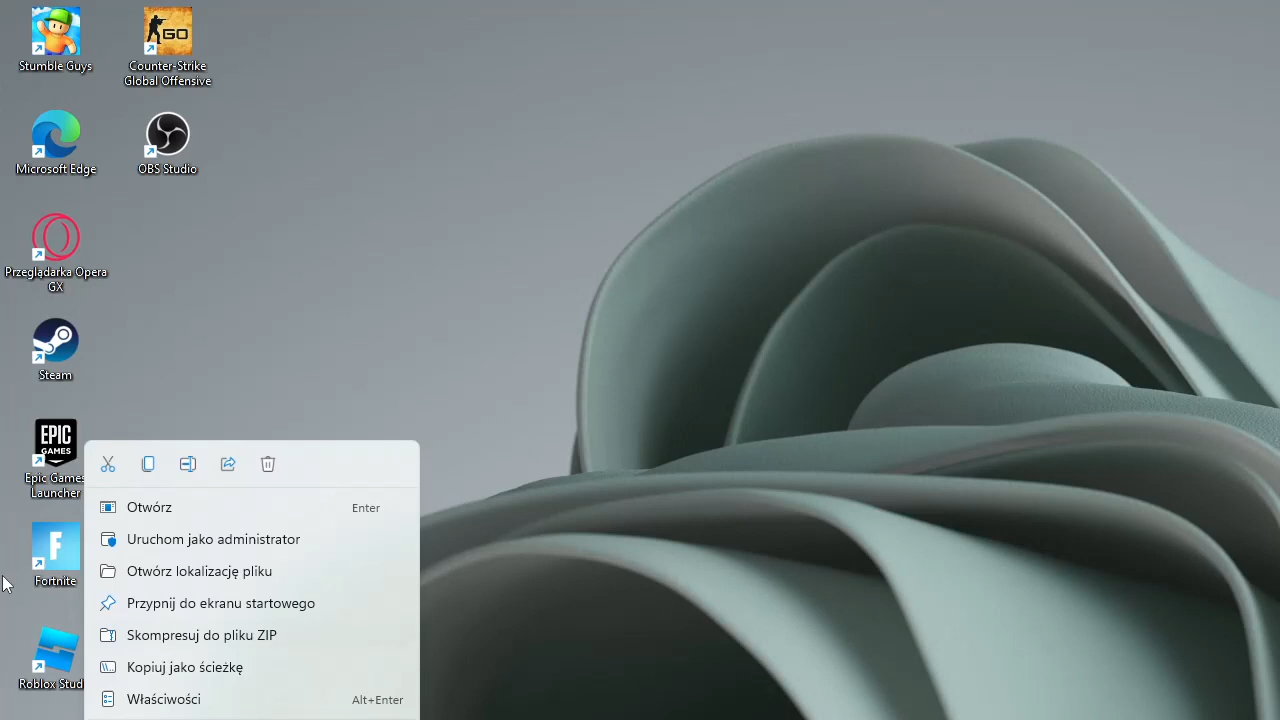 Stumble Guys
GO
Counter-Strike
Global Offensive
Microsoft Edge
OBS Studio
Przeglądarka Opera
GX
Steam
EPIC
GAMES
Epic Games
Launcher
F
Fortnite
Roblox Studi
Otwórz Enter
Uruchom jako administrator
Otwórz lokalizację pliku
Przypnij do ekranu startowego
Skompresuj do pliku ZIP
Kopiuj jako ścieżkę
Właściwości Alt+Enter